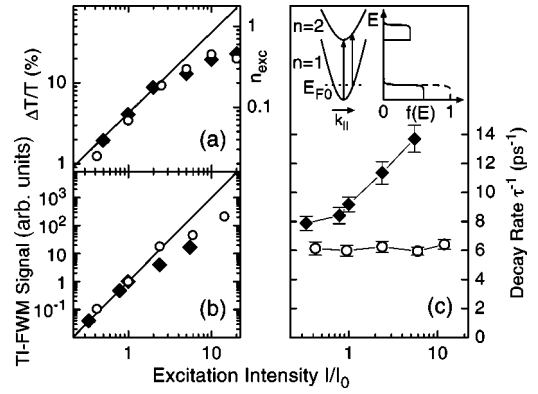 ΔT/T (%)
10
1
(a)
1
0.1
n_exc
TI-FWM Signal (arb. units)
10^3
10^2
10
1
10^-1
(b)
1
10
n=2
n=1
E_F0
k_||
E
0
f(E)
1
14
12
10
8
6
4
2
0
Decay Rate τ^-1 (ps^-1)
(c)
1
10
Excitation Intensity I/I_0